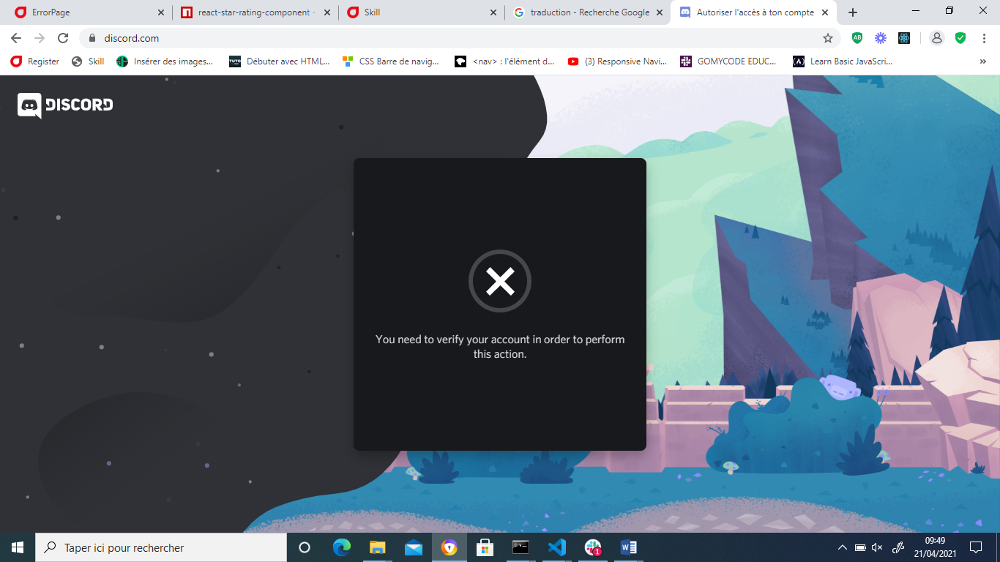 ErrorPage
react-star-rating-component -
Skill
traduction - Recherche Google
Autoriser l'accès à ton compte
discord.com
Register
Skill
Insérer des images...
Débuter avec HTML...
CSS Barre de navig...
<nav> : l'élément d...
(3) Responsive Navi...
GOMYCODE EDUC...
Learn Basic JavaScri...
DISCORD
You need to verify your account in order to perform
this action.
Taper ici pour rechercher
1
09:49
21/04/2021